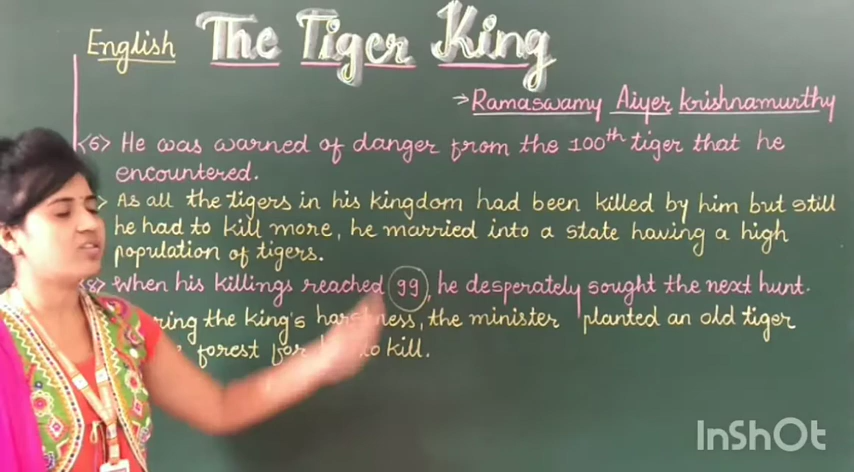 English The Tiger King
→ Ramaswamy Aiyer krishnamurthy
<6> He was warned of danger from the 100th tiger that he
encountered.
> As all the tigers in his kingdom had been killed by him but still
he had to kill more, he married into a state having a high
population of tigers.
<8> When his killings reached 99, he desperately sought the next hunt.
ring the king's harshness, the minister planted an old tiger
forest for to kill.
InShOt